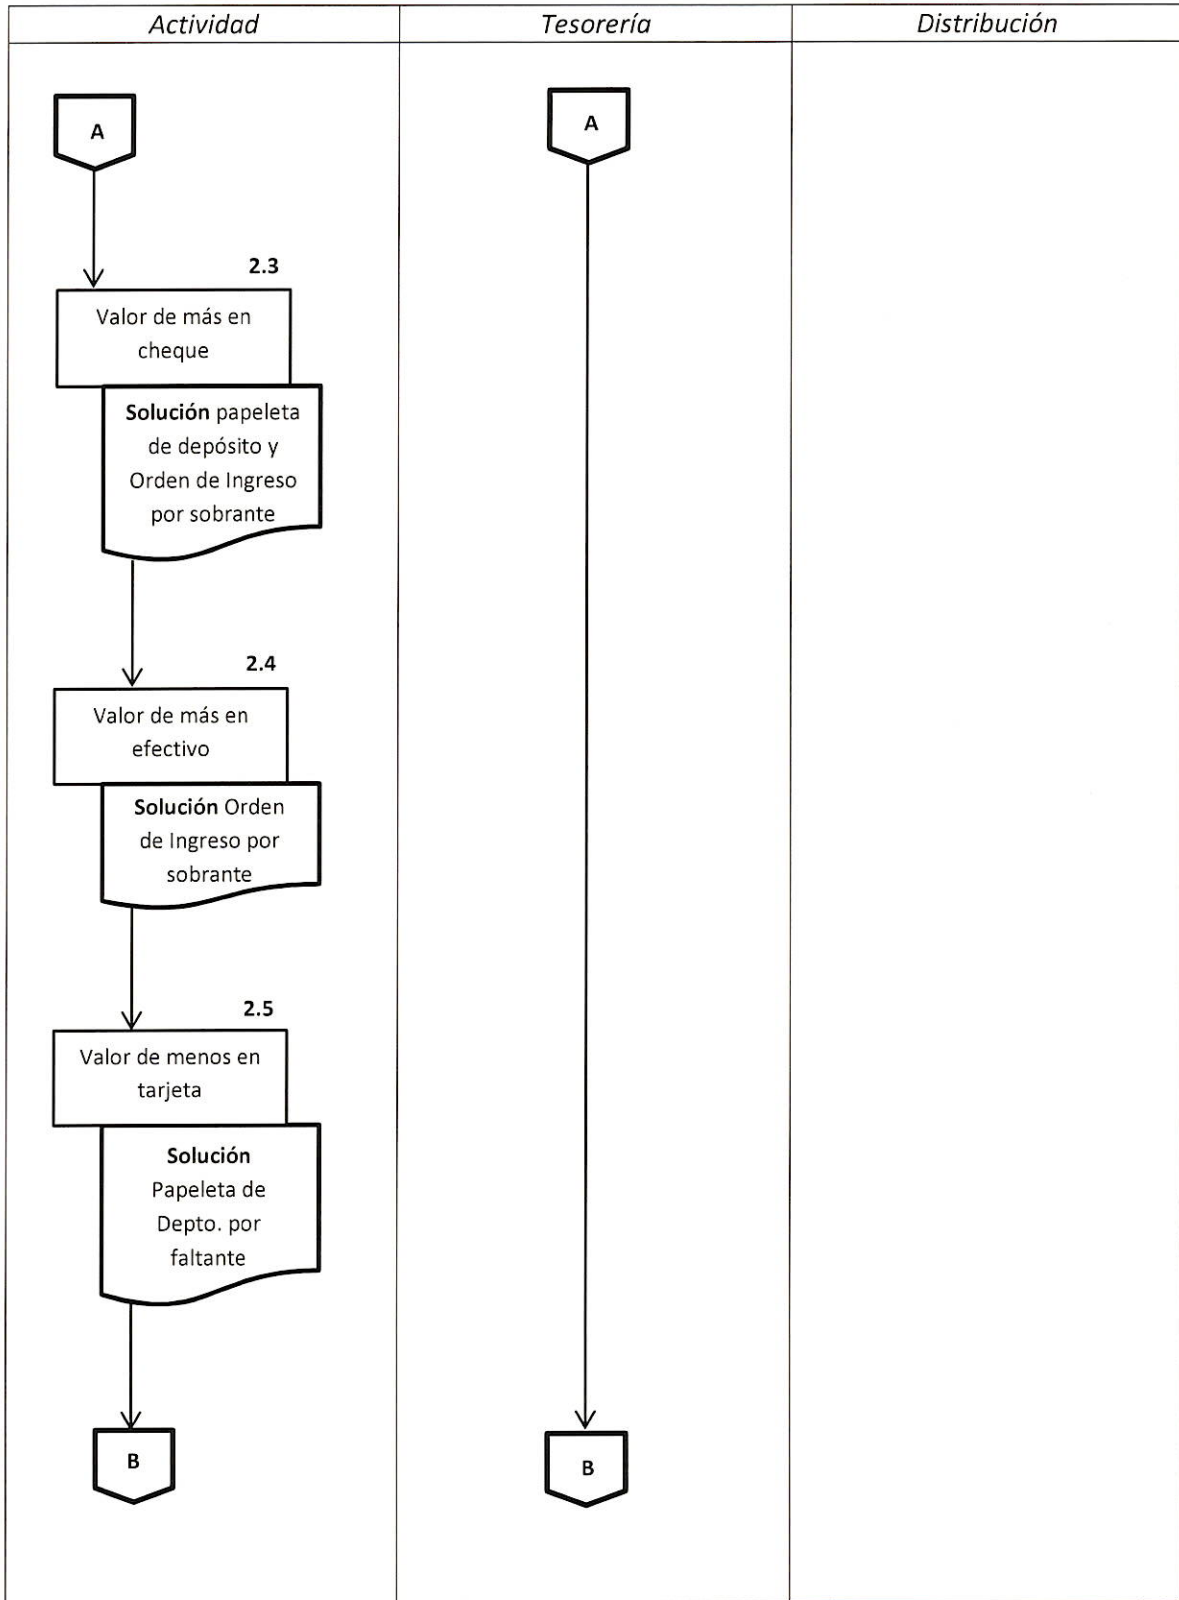 Actividad
Tesorería
Distribución
A
A
2.3
Valor de más en
cheque
Solución papeleta
de depósito y
Orden de Ingreso
por sobrante
2.4
Valor de más en
efectivo
Solución Orden
de Ingreso por
sobrante
2.5
Valor de menos en
tarjeta
Solución
Papeleta de
Depto. por
faltante
B
B